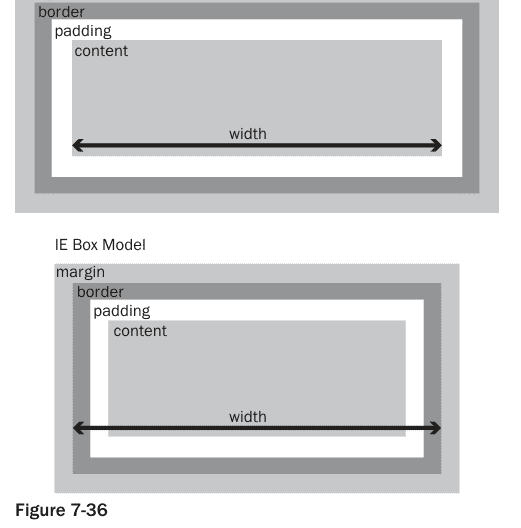 border
padding
content
width
IE Box Model
margin
border
padding
content
width
Figure 7-36